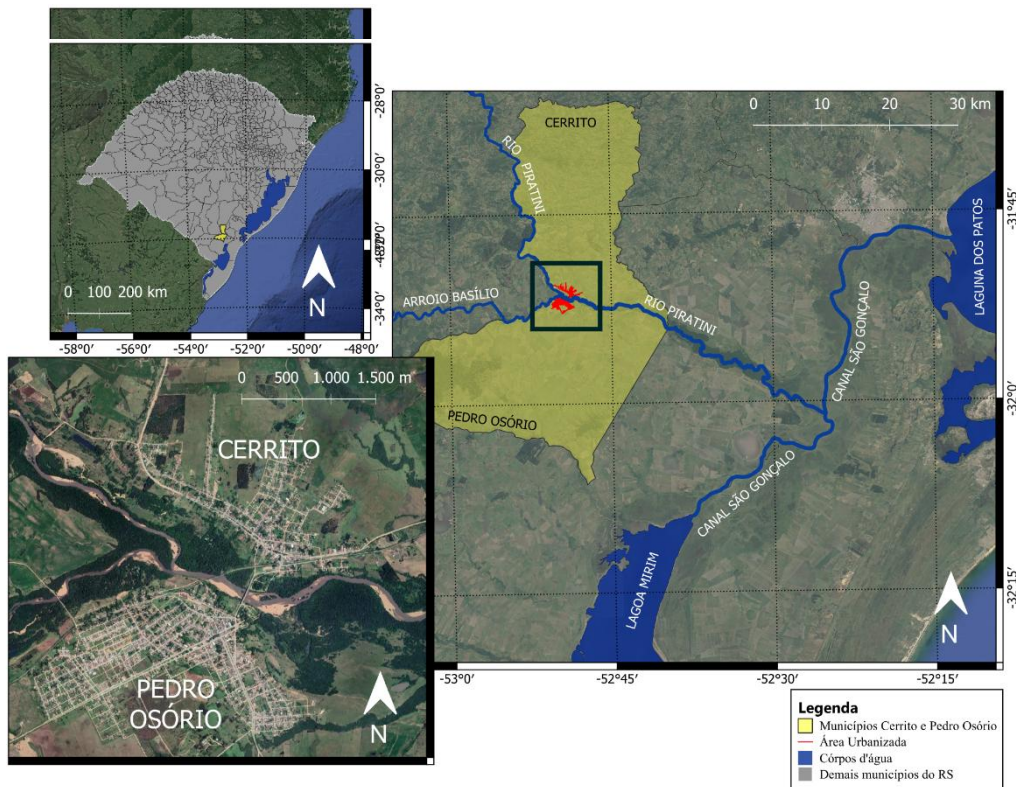 -28°0'
-30°0'
-34°0'
0 100 200 km
N
-58°0' -56°0' -54°0' -52°0' -50°0' -48°0'
CERRITO
0 10 20 30 km
RIO PIRATINI
ARROIO BASÍLIO
RIO PIRATINI
PEDRO OSÓRIO
CANAL SÃO GONÇALO
CANAL SÃO GONÇALO
LAGUNA DOS PATOS
LAGOA MIRIM
N
-31°45'
-32°0'
-32°15'
-53°0' -52°45' -52°30' -52°15'
0 500 1.000 1.500 m
CERRITO
PEDRO
OSÓRIO
N
Legenda
Municípios Cerrito e Pedro Osório
Área Urbanizada
Córpos d'água
Demais municípios do RS